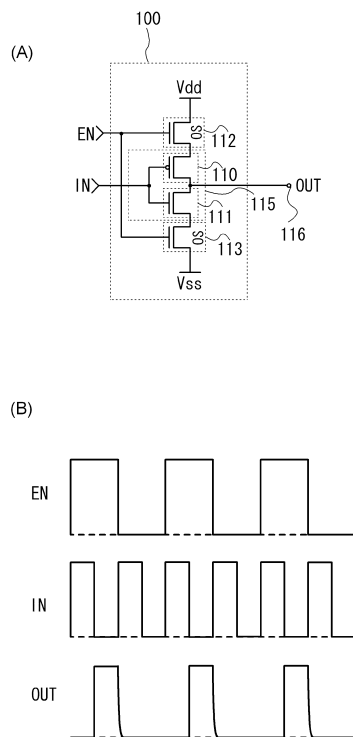 100
(A)
Vdd
EN
OS
112
IN
OUT
110
115
111
116
OS
113
Vss
(B)
EN
IN
OUT